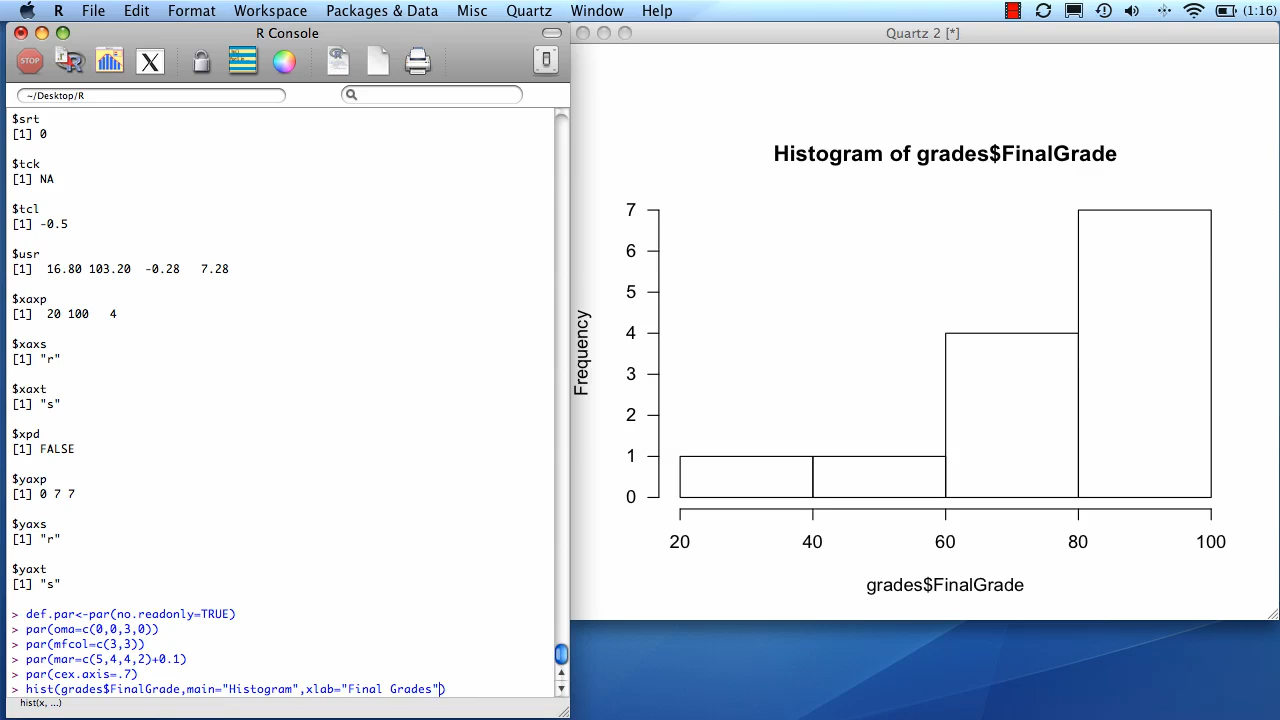 R File Edit Format Workspace Packages & Data Misc Quartz Window Help (1:16)
R Console
STOP
X
~/Desktop/R
$srt
[1] 0
$tck
[1] NA
$tcl
[1] -0.5
$usr
[1]  16.80 103.20  -0.28   7.28
$xaxp
[1]  20 100   4
$xaxs
[1] "r"
$xaxt
[1] "s"
$xpd
[1] FALSE
$yaxp
[1] 0 7 7
$yaxs
[1] "r"
$yaxt
[1] "s"
> def.par<-par(no.readonly=TRUE)
> par(oma=c(0,0,3,0))
> par(mfcol=c(3,3))
> par(mar=c(5,4,4,2)+0.1)
> par(cex.axis=.7)
> hist(grades$FinalGrade,main="Histogram",xlab="Final Grades")
hist(x, ...)
Quartz 2 [*]
Histogram of grades$FinalGrade
Frequency
7
6
5
4
3
2
1
0
20 40 60 80 100
grades$FinalGrade